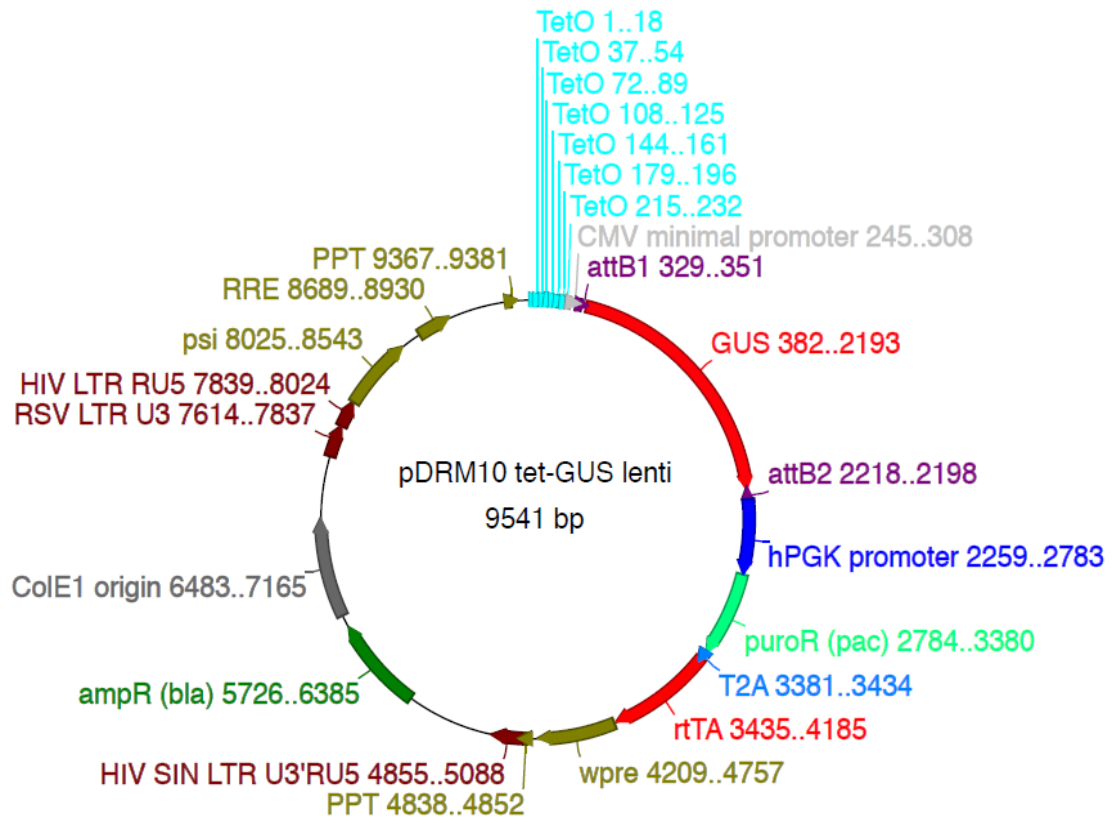 TetO 1..18
TetO 37..54
TetO 72..89
TetO 108..125
TetO 144..161
TetO 179..196
TetO 215..232
CMV minimal promoter 245..308
attB1 329..351
GUS 382..2193
attB2 2218..2198
hPGK promoter 2259..2783
puroR (pac) 2784..3380
T2A 3381..3434
rtTA 3435..4185
wpre 4209..4757
PPT 4838..4852
HIV SIN LTR U3'RU5 4855..5088
ampR (bla) 5726..6385
ColE1 origin 6483..7165
RSV LTR U3 7614..7837
HIV LTR RU5 7839..8024
psi 8025..8543
RRE 8689..8930
PPT 9367..9381
pDRM10 tet-GUS lenti
9541 bp